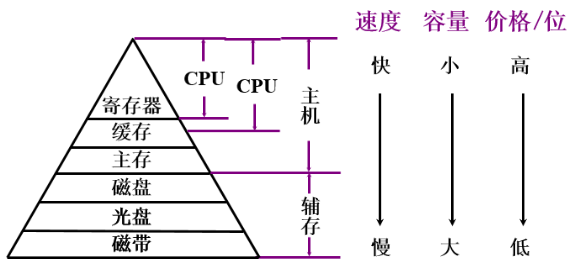 速度 容量 价格/位
快 小 高
CPU
CPU
主机
寄存器
缓存
主存
磁盘
光盘
磁带
辅存
慢 大 低